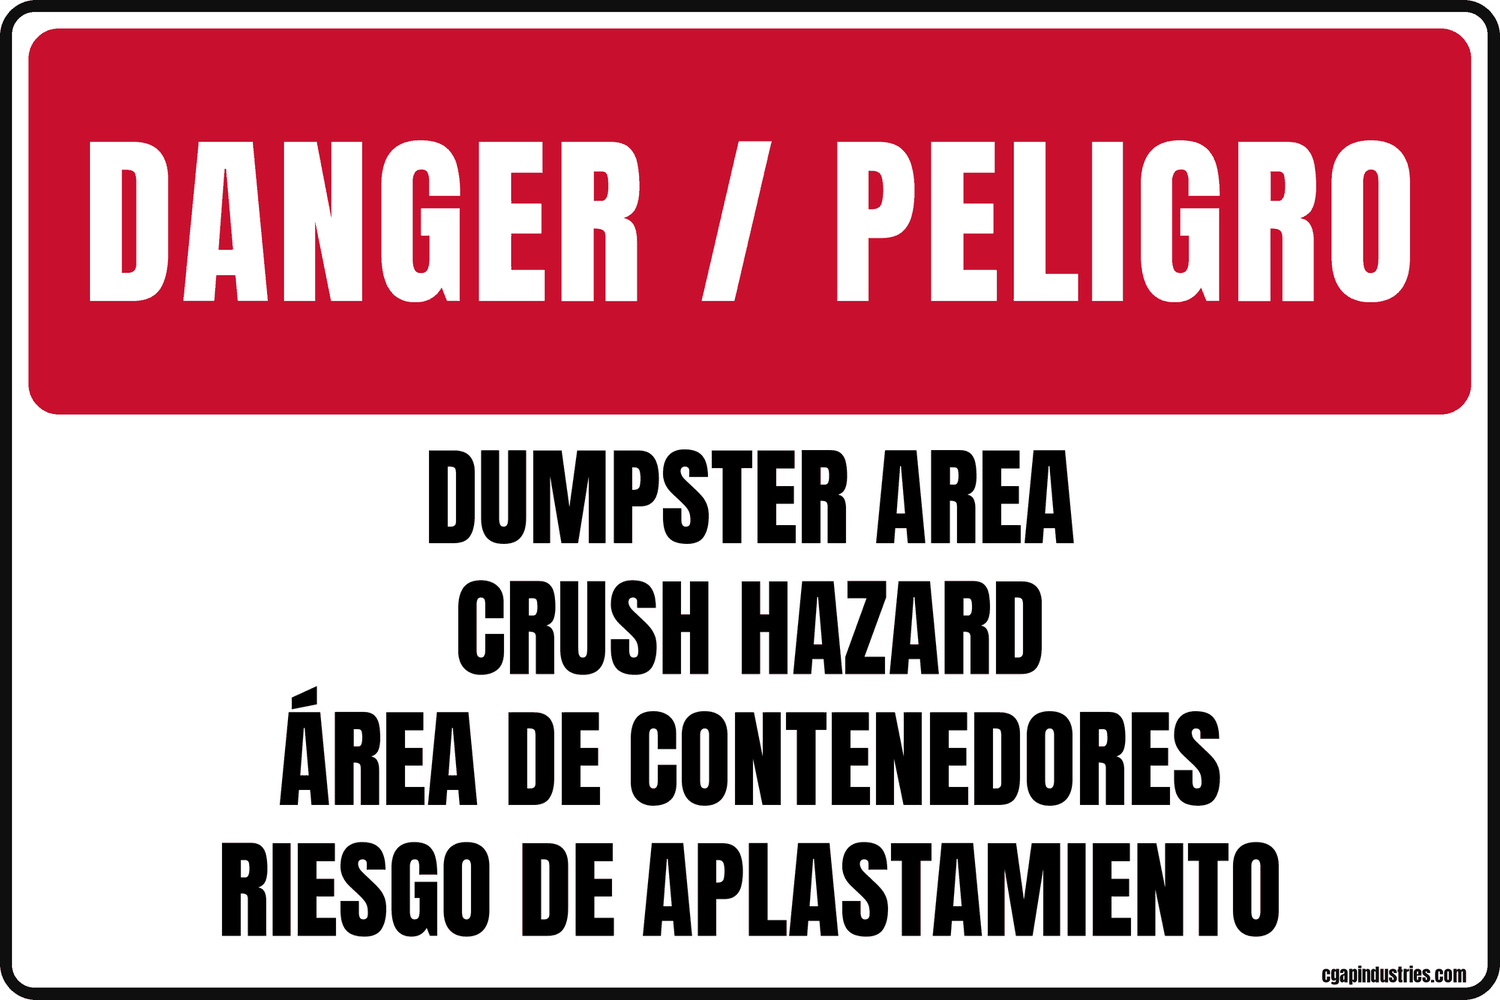 DANGER / PELIGRO
DUMPSTER AREA
CRUSH HAZARD
ÁREA DE CONTENEDORES
RIESGO DE APLASTAMIENTO
cgapindustries.com